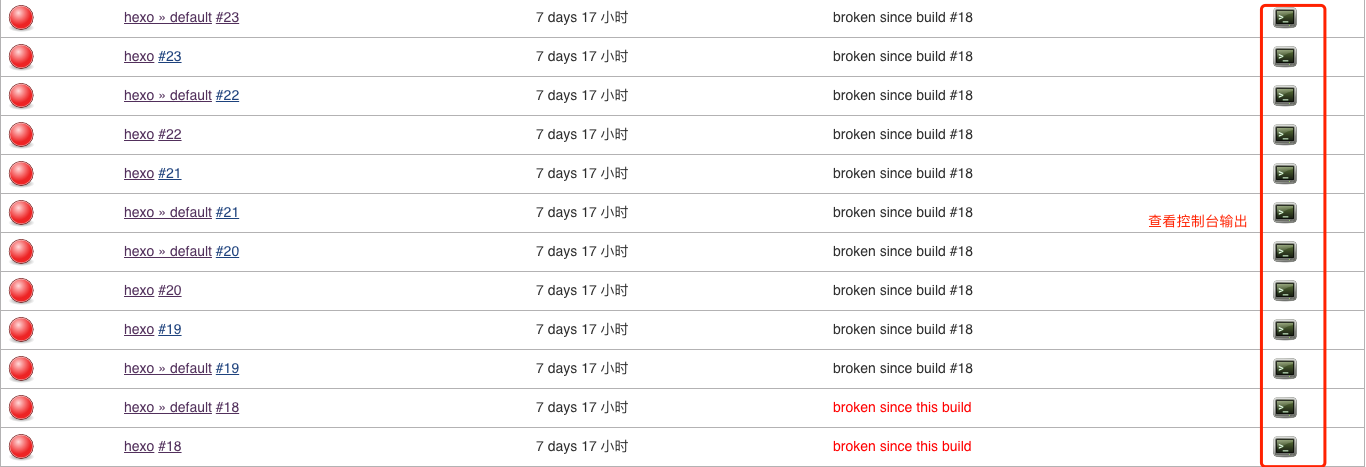 hexo » default #23 7 days 17 小时 broken since build #18
hexo #23 7 days 17 小时 broken since build #18
hexo » default #22 7 days 17 小时 broken since build #18
hexo #22 7 days 17 小时 broken since build #18
hexo #21 7 days 17 小时 broken since build #18
hexo » default #21 7 days 17 小时 broken since build #18
查看控制台输出
hexo » default #20 7 days 17 小时 broken since build #18
hexo #20 7 days 17 小时 broken since build #18
hexo #19 7 days 17 小时 broken since build #18
hexo » default #19 7 days 17 小时 broken since build #18
hexo » default #18 7 days 17 小时 broken since this build
hexo #18 7 days 17 小时 broken since this build